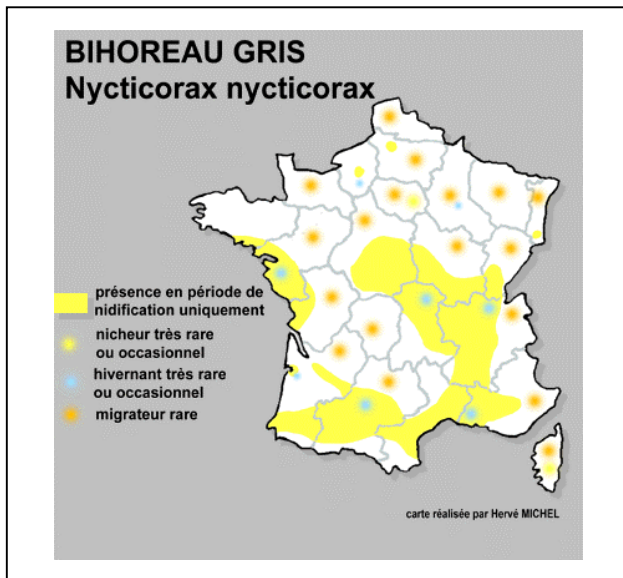 BIHOREAU GRIS
Nycticorax nycticorax
présence en période de
nidification uniquement
nicheur très rare
ou occasionnel
hivernant très rare
ou occasionnel
migrateur rare
carte réalisée par Hervé MICHEL